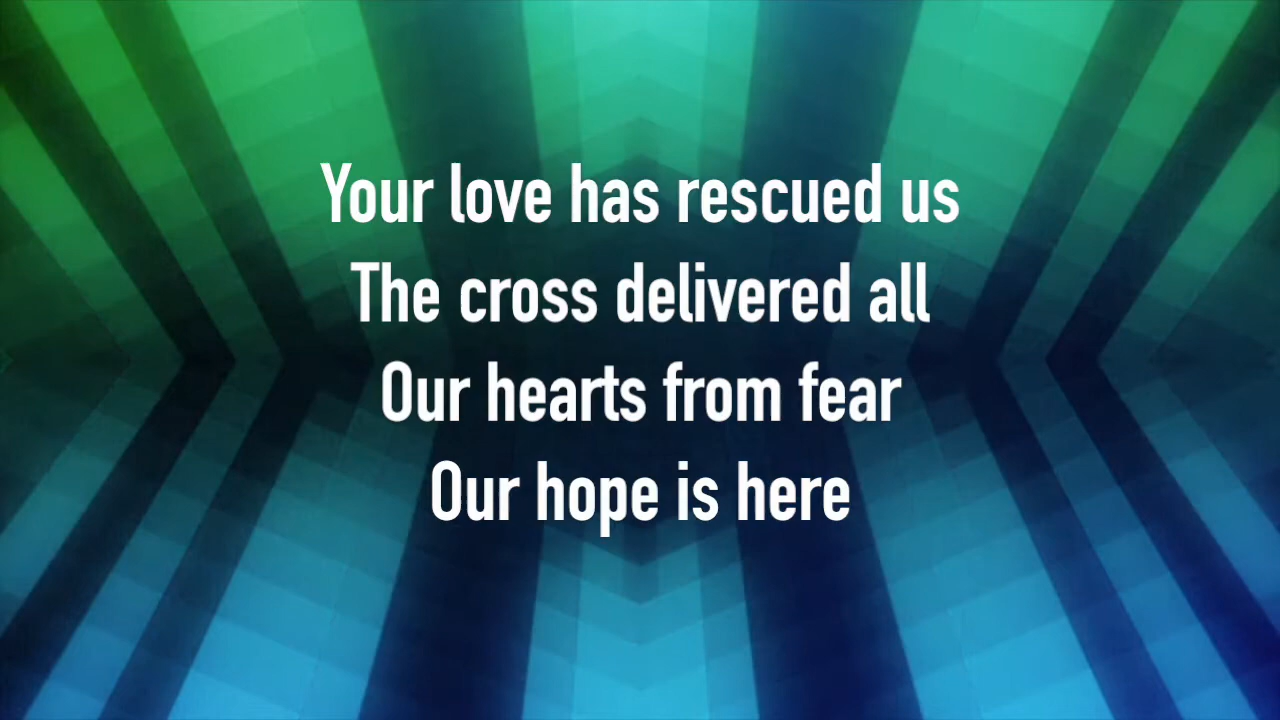 Your love has rescued us
The cross delivered all
Our hearts from fear
Our hope is here